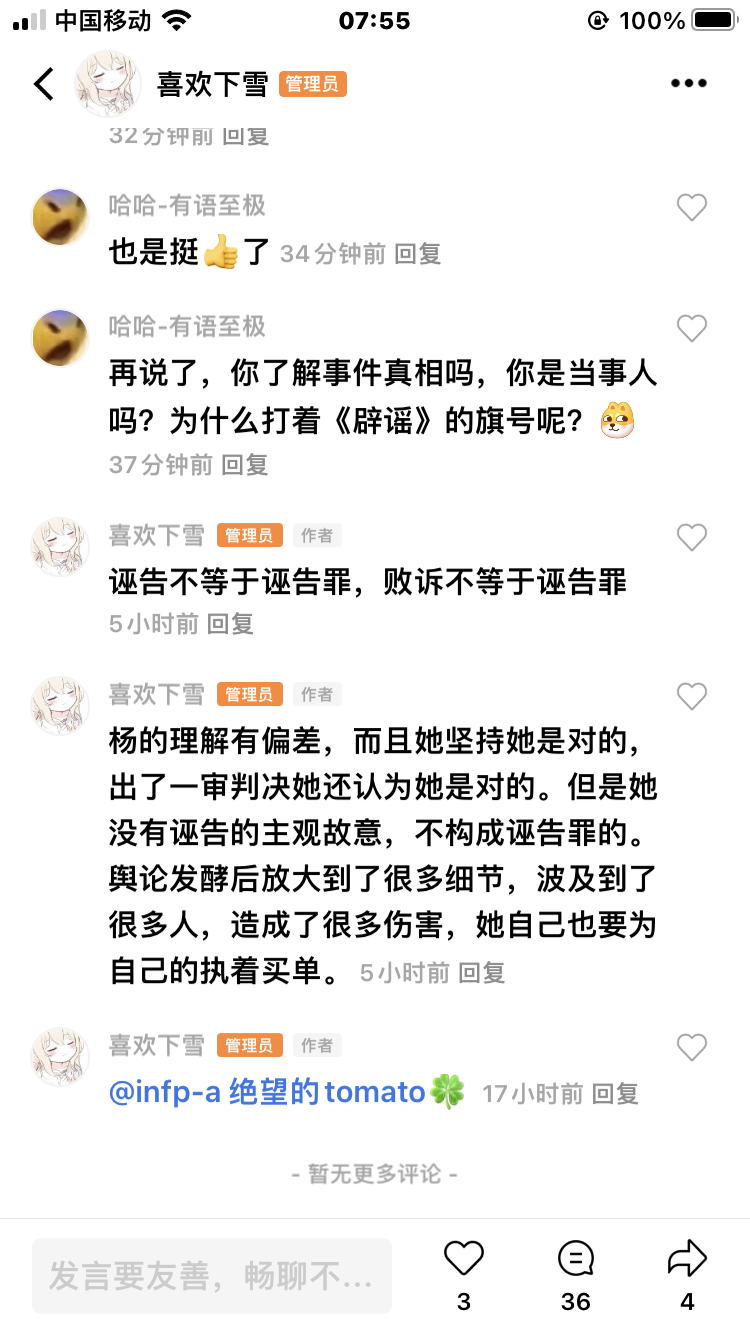 中国移动 07:55 100%
喜欢下雪 管理员
32分钟前 回复
哈哈-有语至极
也是挺👍了 34分钟前 回复
哈哈-有语至极
再说了，你了解事件真相吗，你是当事人
吗？为什么打着《辟谣》的旗号呢？
37分钟前 回复
喜欢下雪 管理员 作者
诬告不等于诬告罪，败诉不等于诬告罪
5小时前 回复
喜欢下雪 管理员 作者
杨的理解有偏差，而且她坚持她是对的，
出了一审判决她还认为她是对的。但是她
没有诬告的主观故意，不构成诬告罪的。
舆论发酵后放大到了很多细节，波及到了
很多人，造成了很多伤害，她自己也要为
自己的执着买单。 5小时前 回复
喜欢下雪 管理员 作者
@infp-a 绝望的tomato🍀 17小时前 回复
- 暂无更多评论 -
发言要友善，畅聊不...
3 36 4